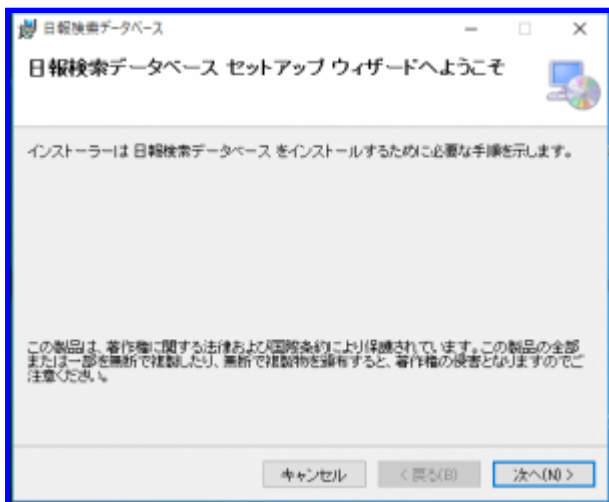 日報検索データベース
日報検索データベース セットアップ ウィザードへようこそ
インストーラーは 日報検索データベース をインストールするために必要な手順を示します。
この製品は、著作権に関する法律および国際条約により保護されています。この製品の全部
または一部を無断で複製したり、無断で複製物を頒布すると、著作権の侵害となりますのでご
注意ください。
キャンセル
< 戻る(B)
次へ(N) >